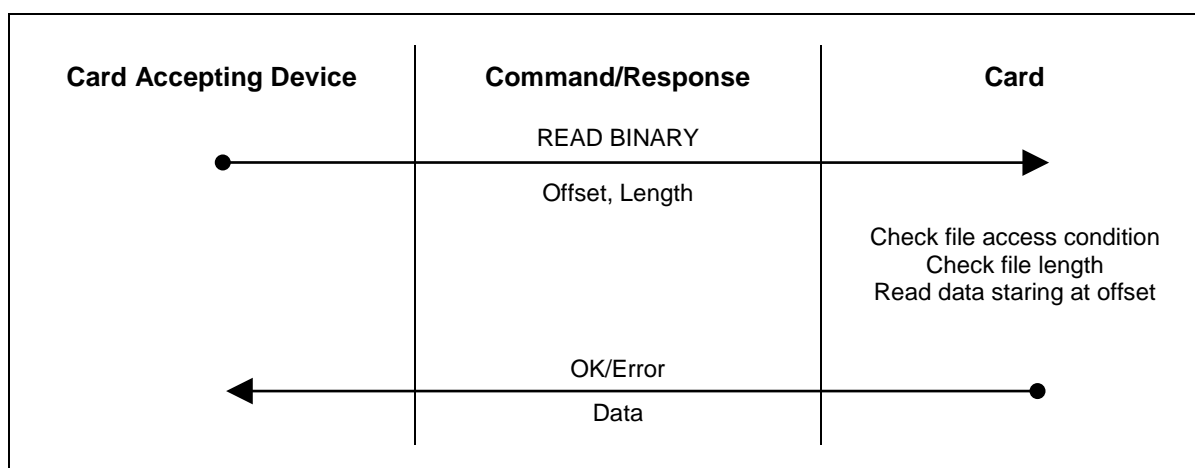 Card Accepting Device
Command/Response
Card
READ BINARY
Offset, Length
Check file access condition
Check file length
Read data staring at offset
OK/Error
Data